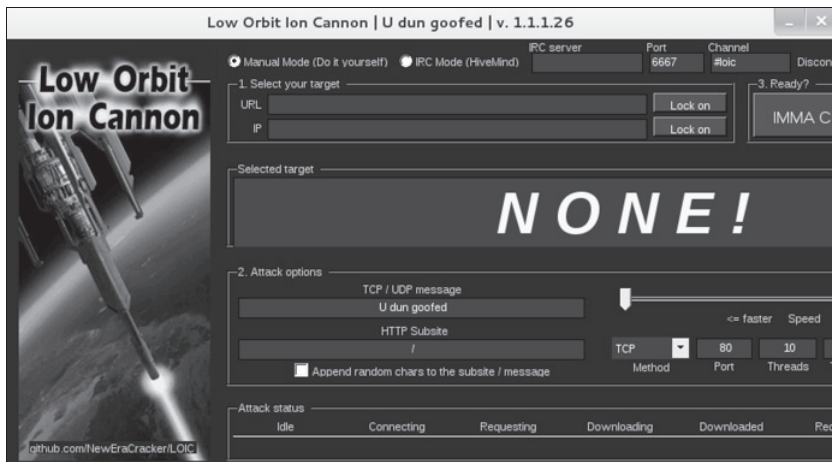 Low Orbit Ion Cannon | U dun goofed | v. 1.1.1.26
Low Orbit
Ion Cannon
github.com/NewEraCracker/LOIC
IRC server
Port
Channel
Manual Mode (Do it yourself)
IRC Mode (HiveMind)
6667
#loic
Discon
1. Select your target
URL
Lock on
IP
Lock on
3. Ready?
IMMA C
Selected target
NONE!
2. Attack options
TCP / UDP message
U dun goofed
HTTP Subsite
/
Append random chars to the subsite / message
<= faster Speed
TCP
80
10
Method
Port
Threads
Attack status
Idle
Connecting
Requesting
Downloading
Downloaded
Rec